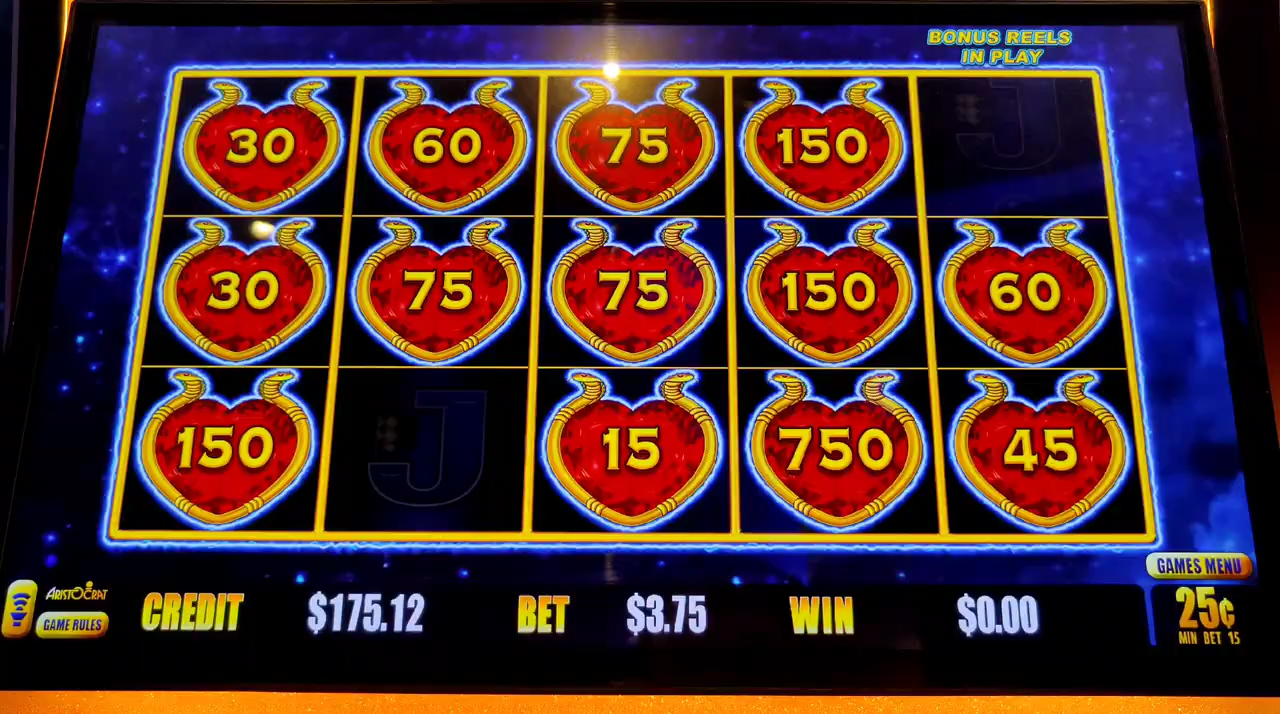 BONUS REELS
IN PLAY
30 60 75 150 J
30 75 75 150 60
150 J 15 750 45
GAMES MENU
ARISTOCRAT
GAME RULES
CREDIT $175.12 BET $3.75 WIN $0.00
25¢
MIN BET 15